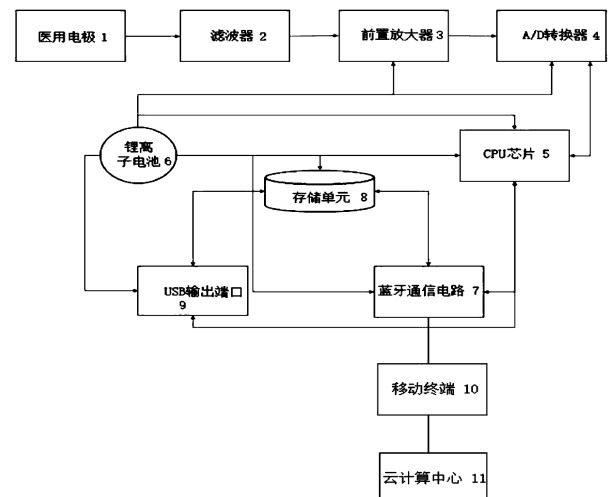 医用电极 1
滤波器 2
前置放大器 3
A/D转换器 4
锂离
子电池 6
CPU芯片 5
存储单元 8
USB输出端口
9
蓝牙通信电路 7
移动终端 10
云计算中心 11